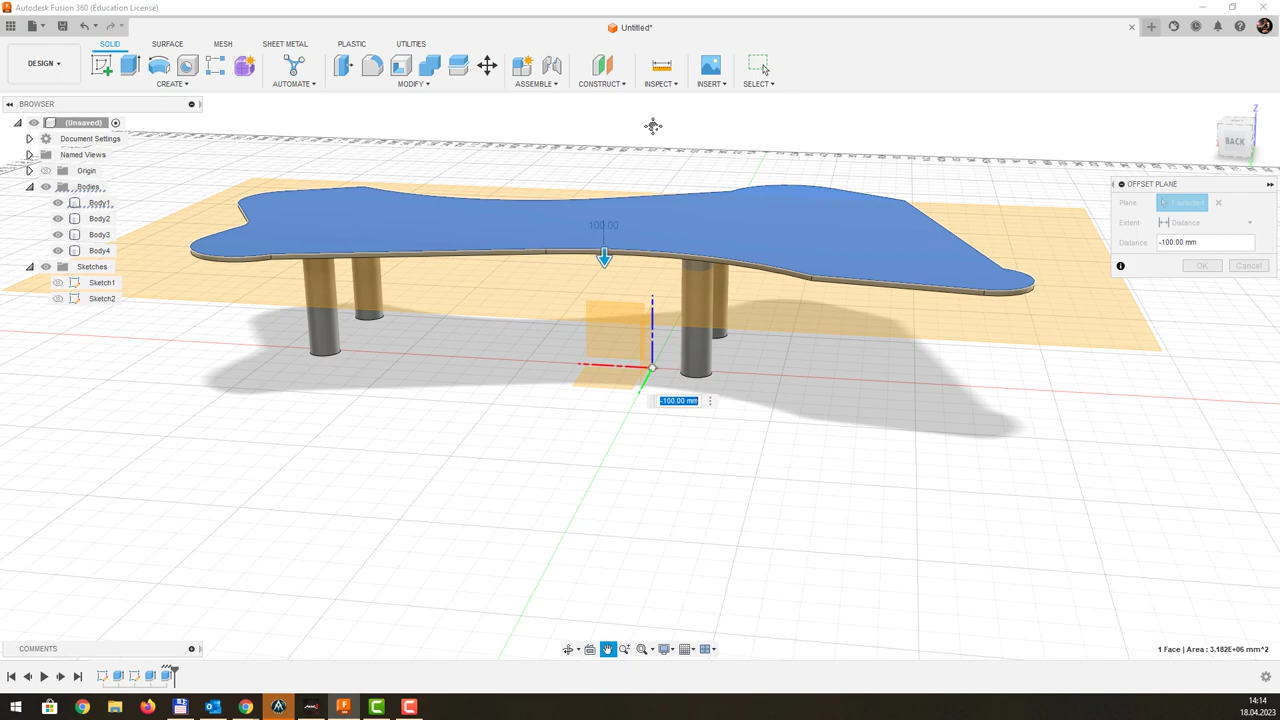 Autodesk Fusion 360 (Education License)
Untitled*
DESIGN
SOLID
SURFACE
MESH
SHEET METAL
PLASTIC
UTILITIES
CREATE
AUTOMATE
MODIFY
ASSEMBLE
CONSTRUCT
INSPECT
INSERT
SELECT
BROWSER
(Unsaved)
Document Settings
Named Views
Origin
Bodies
Body1
Body2
Body3
Body4
Sketches
Sketch1
Sketch2
Z
BACK
OFFSET PLANE
Plane
1 selected
Extent
Distance
Distance
-100.00 mm
OK
Cancel
100.00
-100.00 mm
COMMENTS
1 Face | Area : 3.182E+06 mm^2
14:14
18.04.2023